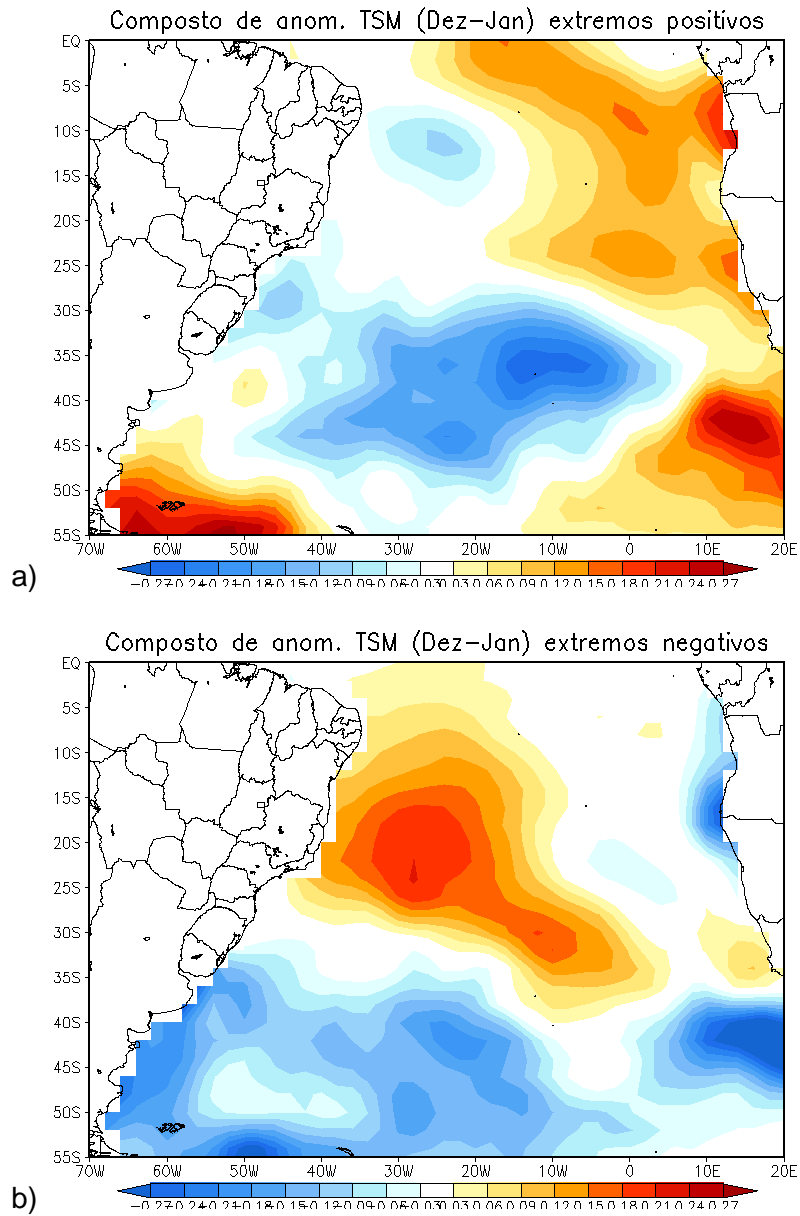 Composto de anom. TSM (Dez-Jan) extremos positivos
EQ
5S
10S
15S
20S
25S
30S
35S
40S
45S
50S
55S
70W 60W 50W 40W 30W 20W 10W 0 10E 20E
a)
Composto de anom. TSM (Dez-Jan) extremos negativos
EQ
5S
10S
15S
20S
25S
30S
35S
40S
45S
50S
55S
70W 60W 50W 40W 30W 20W 10W 0 10E 20E
b)